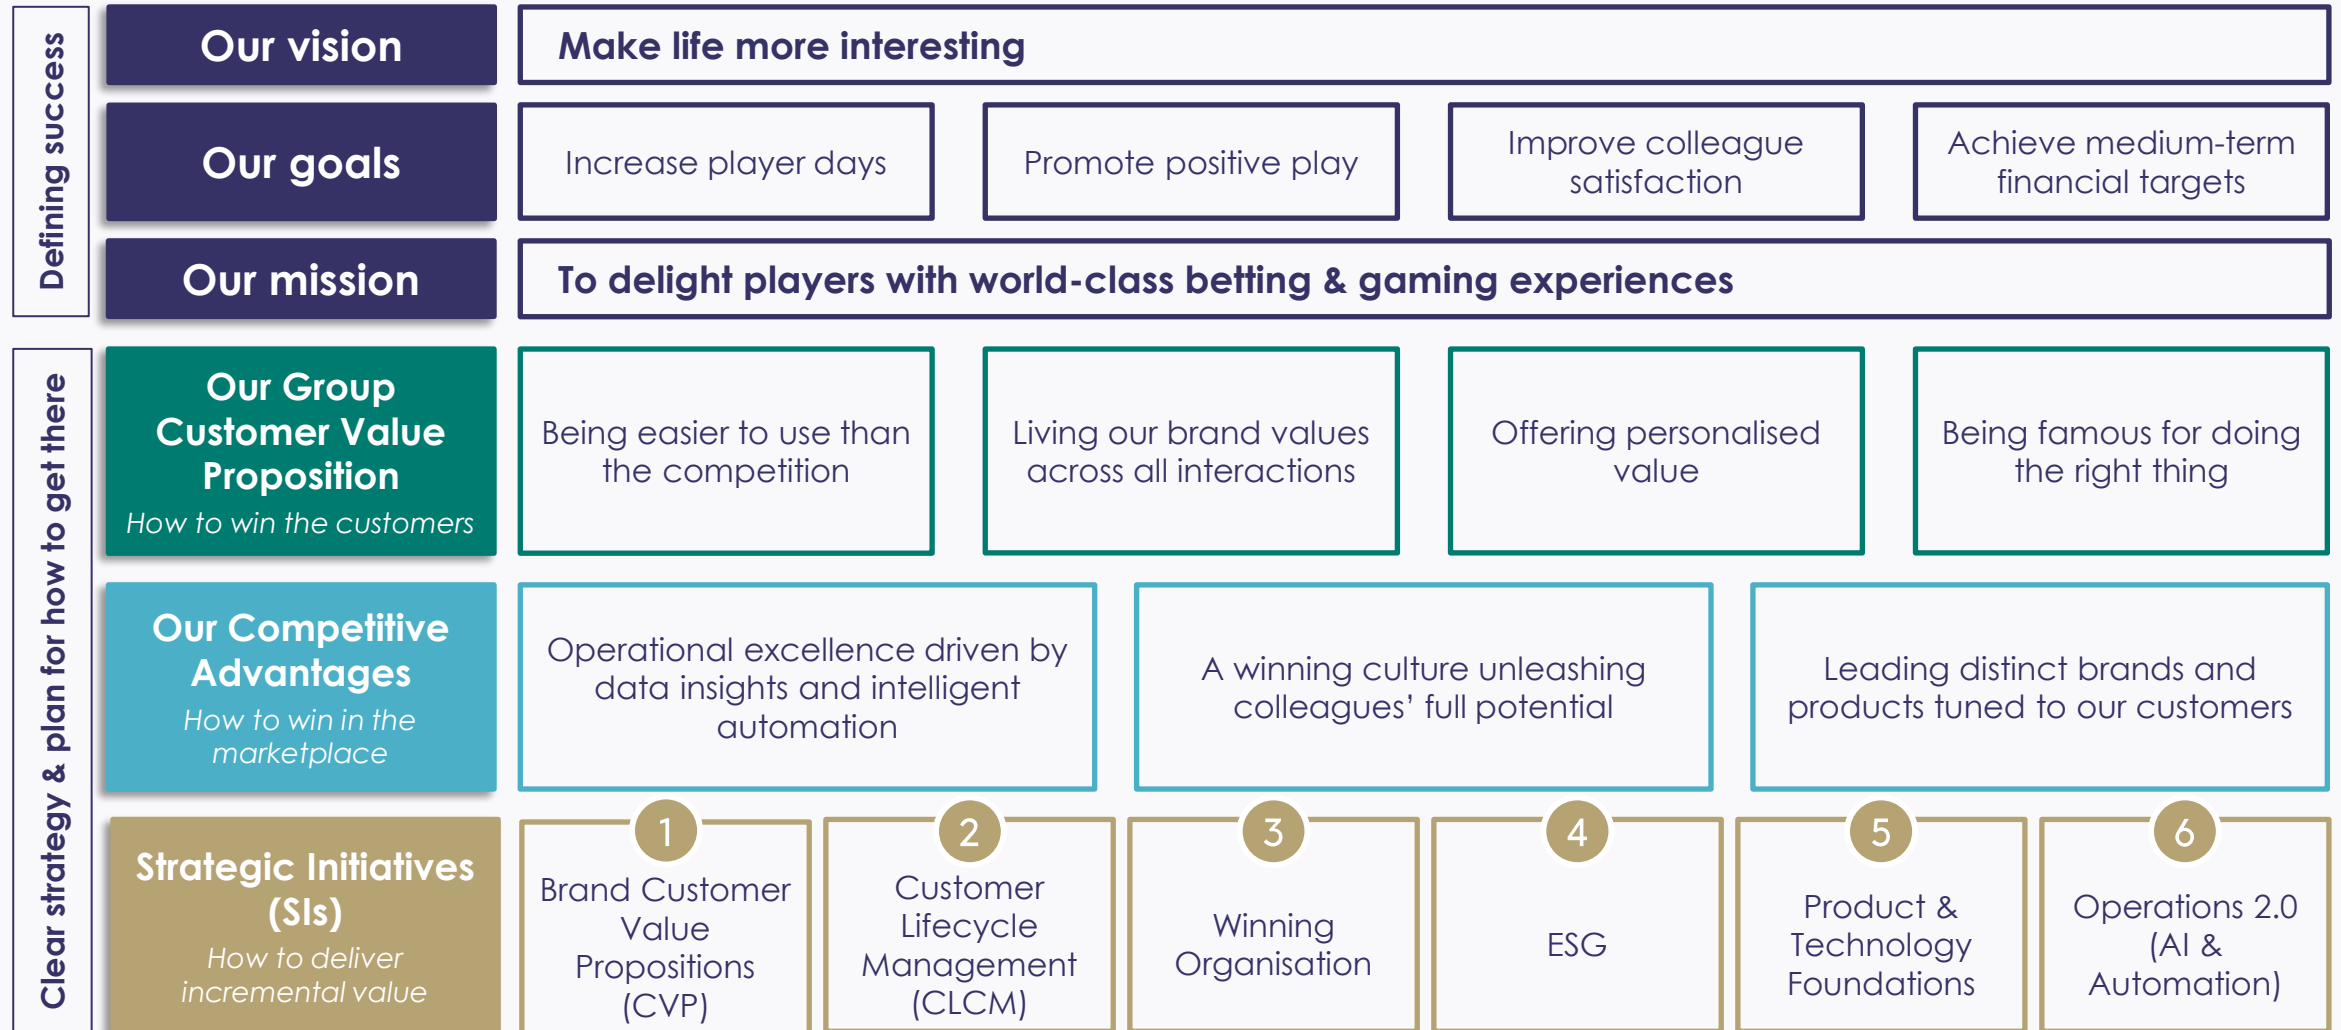 Defining success
Our vision
Make life more interesting
Our goals
Increase player days
Promote positive play
Improve colleague
satisfaction
Achieve medium-term
financial targets
Our mission
To delight players with world-class betting & gaming experiences
Clear strategy & plan for how to get there
Our Group
Customer Value
Proposition
How to win the customers
Being easier to use than
the competition
Living our brand values
across all interactions
Offering personalised
value
Being famous for doing
the right thing
Our Competitive
Advantages
How to win in the
marketplace
Operational excellence driven by
data insights and intelligent
automation
A winning culture unleashing
colleagues’ full potential
Leading distinct brands and
products tuned to our customers
Strategic Initiatives
(SIs)
How to deliver
incremental value
1
Brand Customer
Value
Propositions
(CVP)
2
Customer
Lifecycle
Management
(CLCM)
3
Winning
Organisation
4
ESG
5
Product &
Technology
Foundations
6
Operations 2.0
(AI &
Automation)